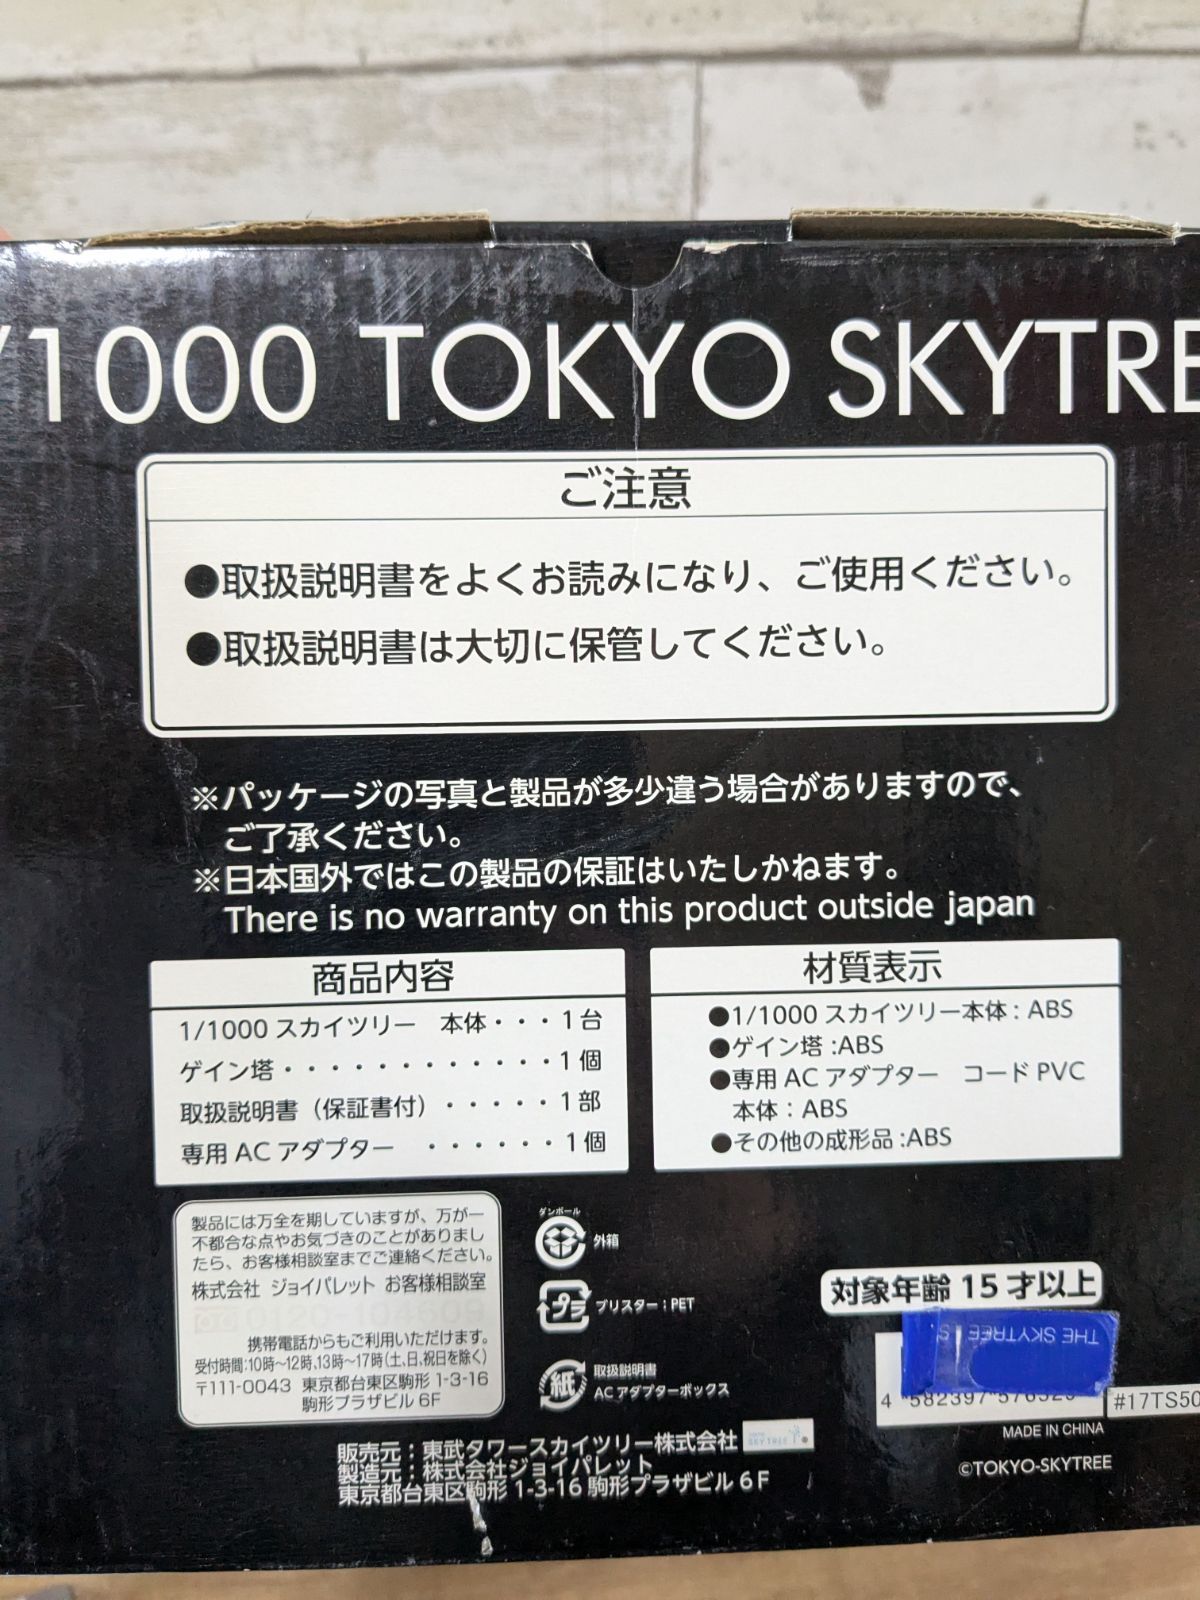 /1000 TOKYO SKYTRE
ご注意
●取扱説明書をよくお読みになり、ご使用ください。
●取扱説明書は大切に保管してください。
※パッケージの写真と製品が多少違う場合がありますので、
ご了承ください。
※日本国外ではこの製品の保証はいたしかねます。
There is no warranty on this product outside japan
商品内容
1/1000 スカイツリー 本体・・・1台
ゲイン塔・・・・・・・・・・・・1個
取扱説明書（保証書付）・・・・・1部
専用 AC アダプター ・・・・・・1個
材質表示
●1/1000 スカイツリー本体 : ABS
●ゲイン塔 :ABS
●専用 AC アダプター コード PVC
本体 : ABS
●その他の成形品 :ABS
製品には万全を期していますが、万が一
不都合な点やお気づきのことがありまし
たら、お客様相談室までご連絡ください。
株式会社 ジョイパレット お客様相談室
0120-104609
携帯電話からもご利用いただけます。
受付時間:10時～12時、13時～17時(土、日、祝日を除く)
〒111-0043 東京都台東区駒形 1-3-16
駒形プラザビル 6F
ダンボール
外箱
プラ
ブリスター : PET
紙
取扱説明書
ACアダプターボックス
対象年齢 15 才以上
THE SKYTREE
4 582397
#17TS50
MADE IN CHINA
©TOKYO-SKYTREE
販売元 : 東武タワースカイツリー株式会社
SKYTREE
製造元 : 株式会社ジョイパレット
東京都台東区駒形 1-3-16 駒形プラザビル 6 F